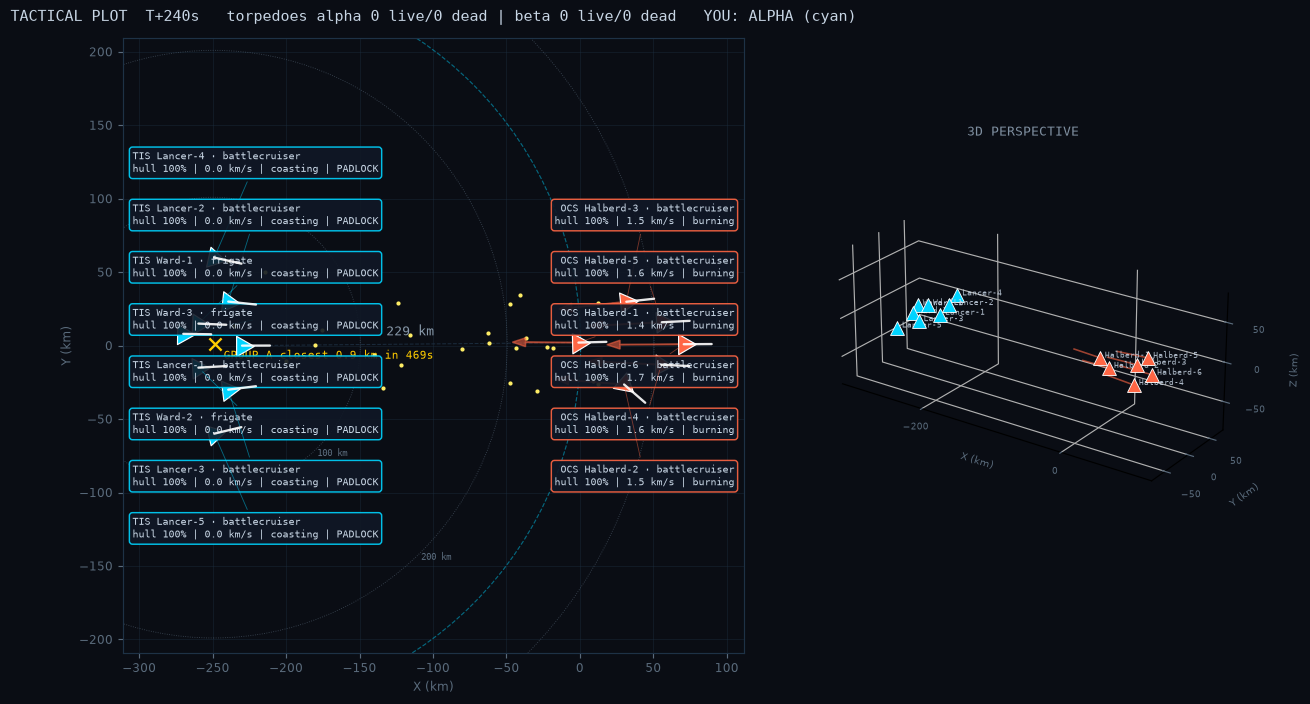 TACTICAL PLOT  T+240s   torpedoes alpha 0 live/0 dead | beta 0 live/0 dead   YOU: ALPHA (cyan)
3D PERSPECTIVE
TIS Lancer-4 · battlecruiser
hull 100% | 0.0 km/s | coasting | PADLOCK
TIS Lancer-2 · battlecruiser
hull 100% | 0.0 km/s | coasting | PADLOCK
TIS Ward-1 · frigate
hull 100% | 0.0 km/s | coasting | PADLOCK
TIS Ward-3 · frigate
hull 100% | 0.0 km/s | coasting | PADLOCK
TIS Lancer-1 · battlecruiser
hull 100% | 0.0 km/s | coasting | PADLOCK
TIS Ward-2 · frigate
hull 100% | 0.0 km/s | coasting | PADLOCK
TIS Lancer-3 · battlecruiser
hull 100% | 0.0 km/s | coasting | PADLOCK
TIS Lancer-5 · battlecruiser
hull 100% | 0.0 km/s | coasting | PADLOCK
OCS Halberd-3 · battlecruiser
hull 100% | 1.5 km/s | burning
OCS Halberd-5 · battlecruiser
hull 100% | 1.6 km/s | burning
OCS Halberd-1 · battlecruiser
hull 100% | 1.4 km/s | burning
OCS Halberd-6 · battlecruiser
hull 100% | 1.7 km/s | burning
OCS Halberd-4 · battlecruiser
hull 100% | 1.6 km/s | burning
OCS Halberd-2 · battlecruiser
hull 100% | 1.5 km/s | burning
229 km
closest 0.9 km in 469s
100 km
200 km
200
150
100
50
0
−50
−100
−150
−200
Y (km)
−300
−250
−200
−150
−100
−50
0
50
100
X (km)
Lancer-4
Lancer-2
Halberd-5
Halberd-6
Halberd-4
−200
0
X (km)
−50
0
50
Y (km)
50
0
−50
Z (km)